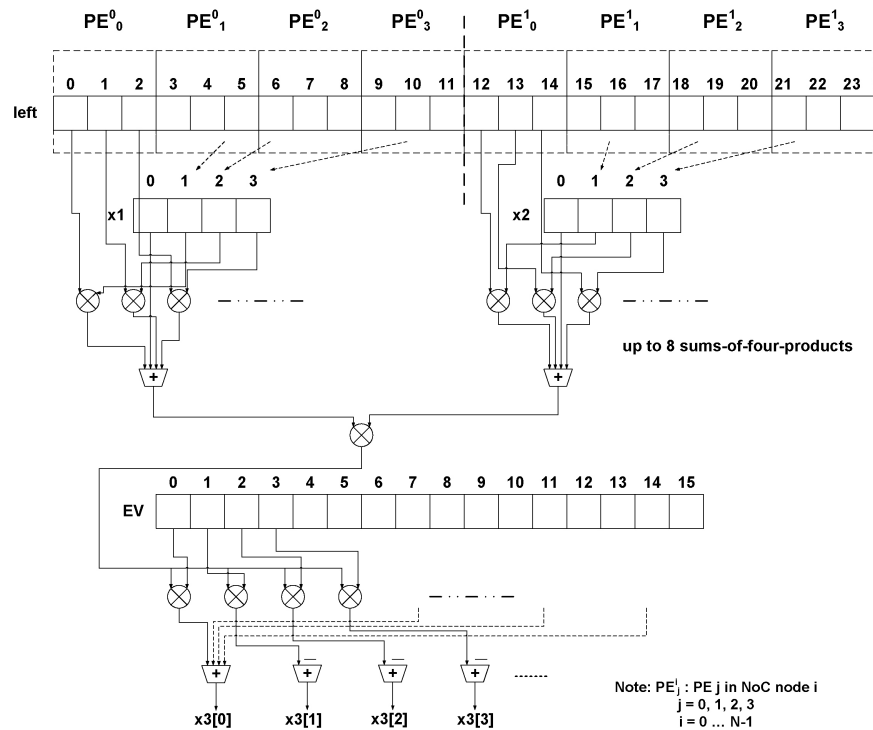 PE⁰₀ PE⁰₁ PE⁰₂ PE⁰₃ PE¹₀ PE¹₁ PE¹₂ PE¹₃
0 1 2 3 4 5 6 7 8 9 10 11 12 13 14 15 16 17 18 19 20 21 22 23
left
0 1 2 3 0 1 2 3
x1 x2
up to 8 sums-of-four-products
+ +
0 1 2 3 4 5 6 7 8 9 10 11 12 13 14 15
EV
+ + + +
x3[0] x3[1] x3[2] x3[3]
Note: PEⁱⱼ : PE j in NoC node i
j = 0, 1, 2, 3
i = 0 ... N-1